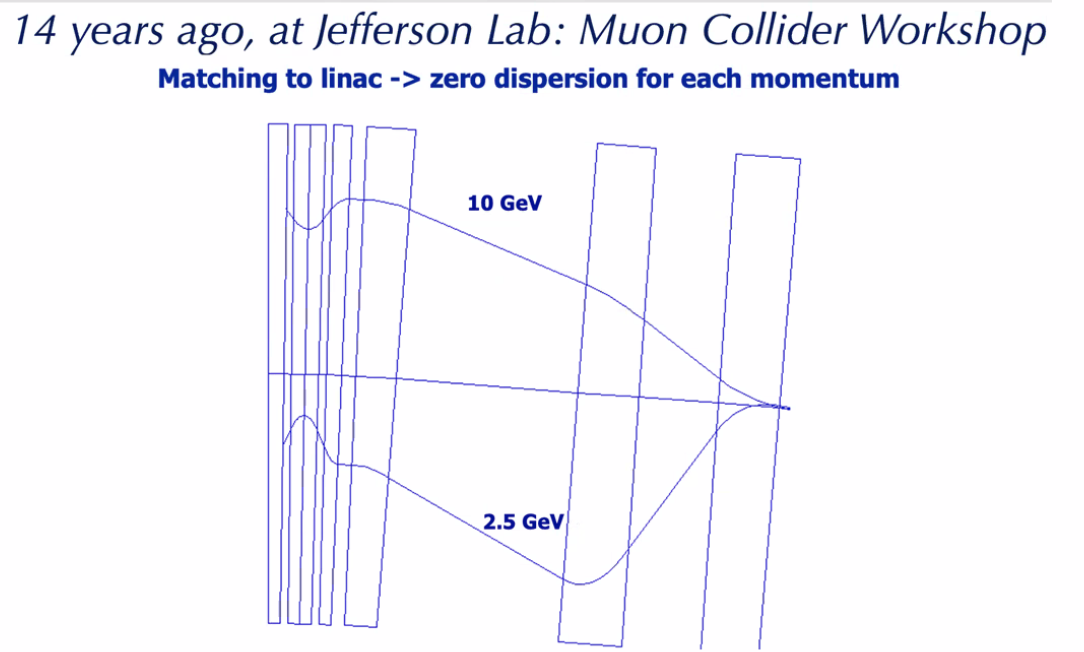 14 years ago, at Jefferson Lab: Muon Collider Workshop
Matching to linac -> zero dispersion for each momentum
10 GeV
2.5 GeV